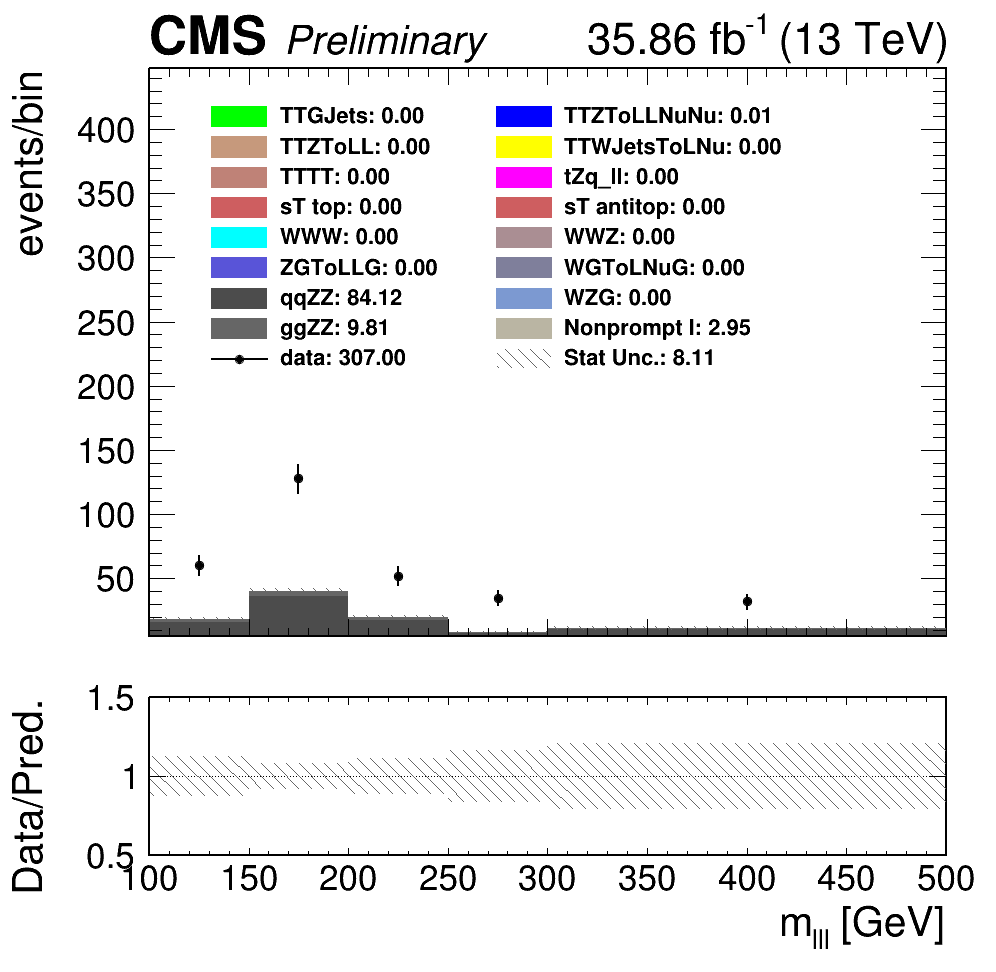 CMS Preliminary 35.86 fb-1 (13 TeV)
events/bin
400
350
300
250
200
150
100
50
TTGJets: 0.00
TTZToLL: 0.00
TTTT: 0.00
sT top: 0.00
WWW: 0.00
ZGToLLG: 0.00
qqZZ: 84.12
ggZZ: 9.81
data: 307.00
TTZToLLNuNu: 0.01
TTWJetsToLNu: 0.00
tZq_ll: 0.00
sT antitop: 0.00
WWZ: 0.00
WGToLNuG: 0.00
WZG: 0.00
Nonprompt l: 2.95
Stat Unc.: 8.11
Data/Pred.
1.5
1
0.5
100 150 200 250 300 350 400 450 500
mlll [GeV]